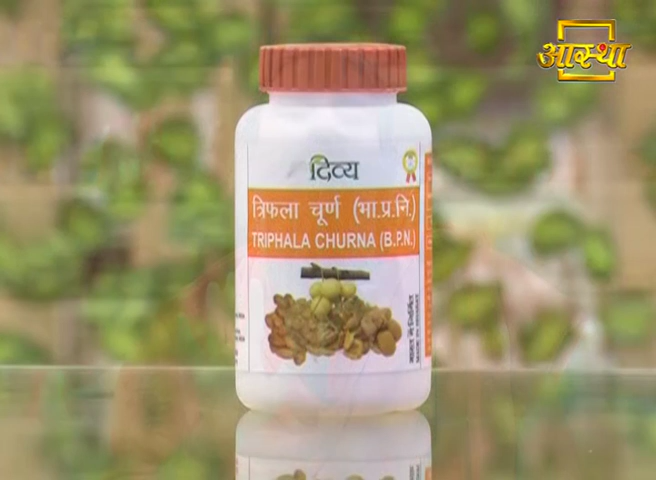 आस्था
दिव्य
त्रिफला चूर्ण (भा.प्र.नि.)
TRIPHALA CHURNA (B.P.N.)